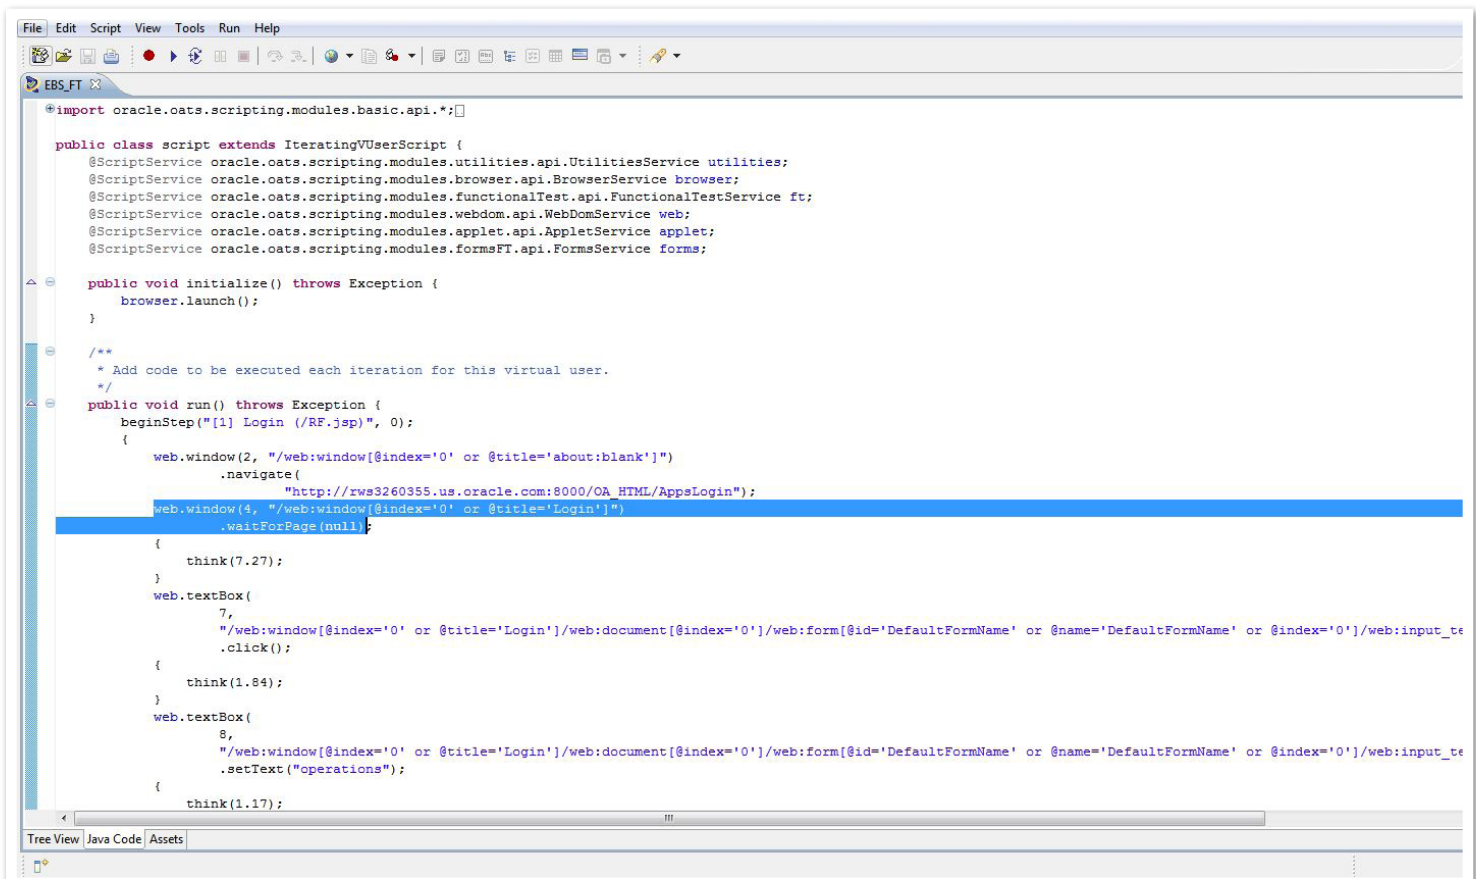 File Edit Script View Tools Run Help
EBS_FT
import oracle.oats.scripting.modules.basic.api.*;
public class script extends IteratingVUserScript {
@ScriptService oracle.oats.scripting.modules.utilities.api.UtilitiesService utilities;
@ScriptService oracle.oats.scripting.modules.browser.api.BrowserService browser;
@ScriptService oracle.oats.scripting.modules.functionalTest.api.FunctionalTestService ft;
@ScriptService oracle.oats.scripting.modules.webdom.api.WebDomService web;
@ScriptService oracle.oats.scripting.modules.applet.api.AppletService applet;
@ScriptService oracle.oats.scripting.modules.formsFT.api.FormsService forms;
public void initialize() throws Exception {
browser.launch();
}
/**
* Add code to be executed each iteration for this virtual user.
*/
public void run() throws Exception {
beginStep("[1] Login (/RF.jsp)", 0);
{
web.window(2, "/web:window[@index='0' or @title='about:blank']")
.navigate(
"http://rws3260355.us.oracle.com:8000/OA_HTML/AppsLogin");
web.window(4, "/web:window[@index='0' or @title='Login']")
.waitForPage(null);
{
think(7.27);
}
web.textBox(
7,
"/web:window[@index='0' or @title='Login']/web:document[@index='0']/web:form[@id='DefaultFormName' or @name='DefaultFormName' or @index='0']/web:input_te
.click();
{
think(1.84);
}
web.textBox(
8,
"/web:window[@index='0' or @title='Login']/web:document[@index='0']/web:form[@id='DefaultFormName' or @name='DefaultFormName' or @index='0']/web:input_te
.setText("operations");
{
think(1.17);
Tree View Java Code Assets